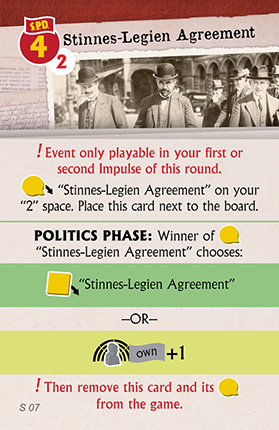 S.P.D.
4
2
Stinnes-Legien Agreement
! Event only playable in your first or
second Impulse of this round.
“Stinnes-Legien Agreement” on your
“2” space. Place this card next to the board.
POLITICS PHASE: Winner of
“Stinnes-Legien Agreement” chooses:
“Stinnes-Legien Agreement”
—OR—
own +1
! Then remove this card and its
from the game.
S 07